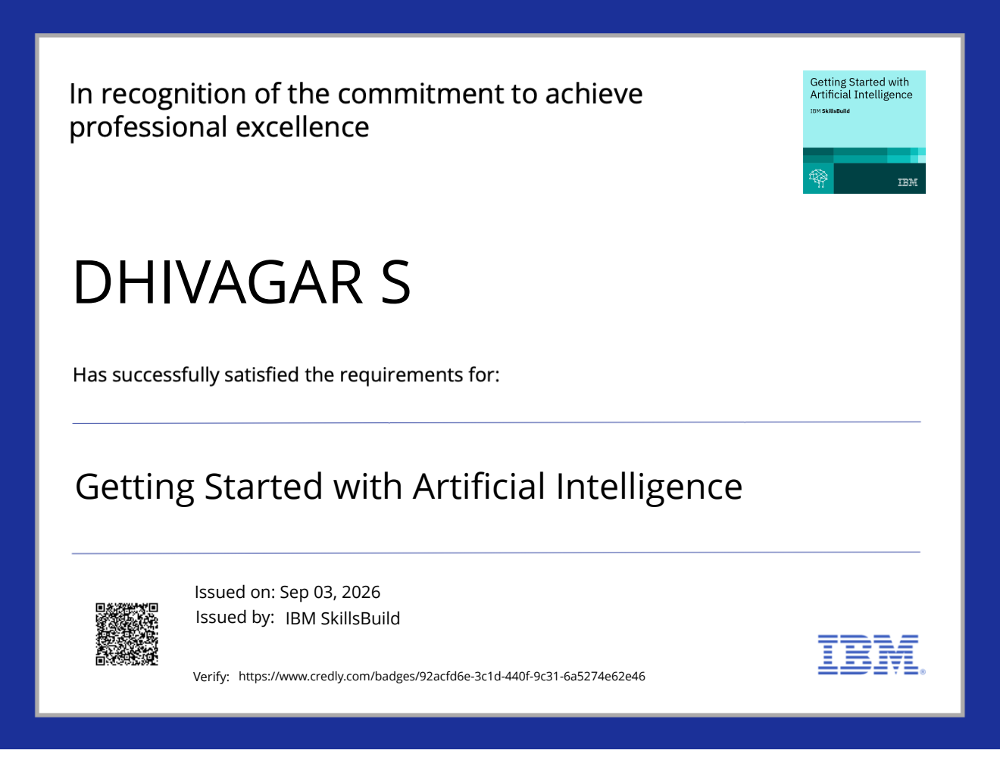 In recognition of the commitment to achieve
professional excellence
Getting Started with
Artificial Intelligence
IBM SkillsBuild
IBM
DHIVAGAR S
Has successfully satisfied the requirements for:
Getting Started with Artificial Intelligence
Issued on: Sep 03, 2026
Issued by: IBM SkillsBuild
Verify: https://www.credly.com/badges/92acfd6e-3c1d-440f-9c31-6a5274e62e46
IBM®